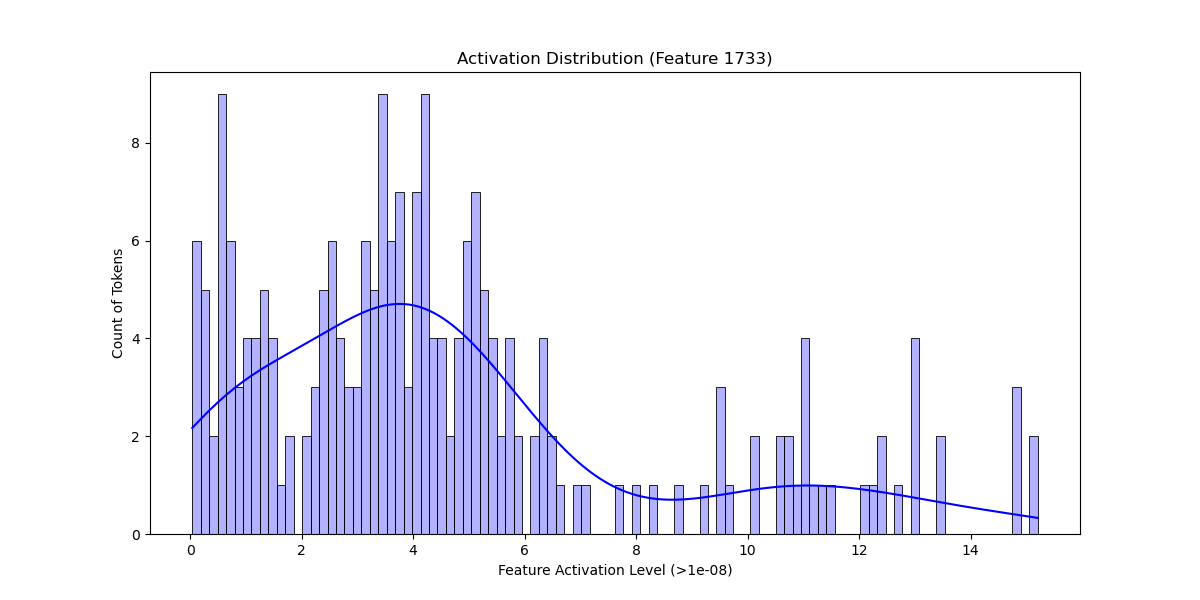 Activation Distribution (Feature 1733)
Count of Tokens
8
6
4
2
0
0 2 4 6 8 10 12 14
Feature Activation Level (>1e-08)